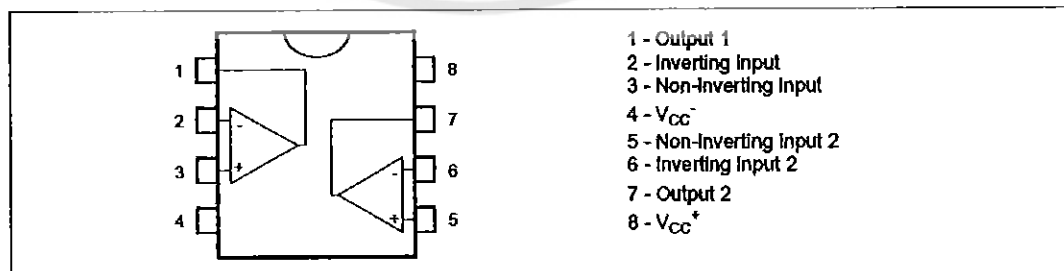 1
2
3
4
8
7
6
5
-
+
-
+
1 - Output 1
2 - Inverting Input
3 - Non-Inverting Input
4 - VCC-
5 - Non-Inverting Input 2
6 - Inverting Input 2
7 - Output 2
8 - VCC+